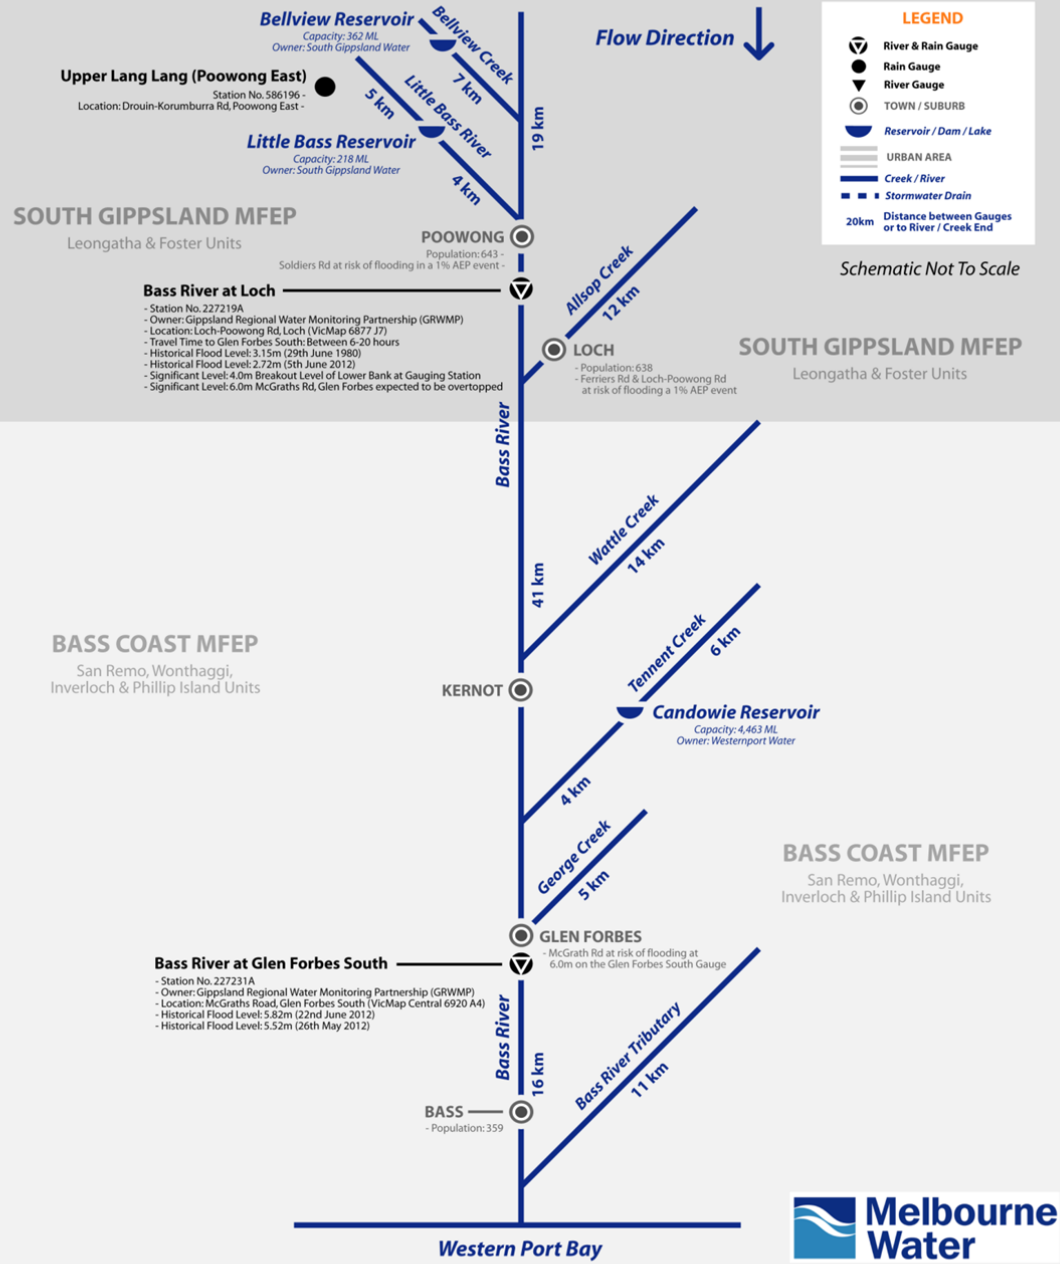 Bellview Reservoir
Capacity: 362 ML
Owner: South Gippsland Water
Bellview Creek
7 km
Flow Direction
LEGEND
River & Rain Gauge
Rain Gauge
River Gauge
TOWN / SUBURB
Reservoir / Dam / Lake
URBAN AREA
Creek / River
Stormwater Drain
20km
Distance between Gauges
or to River / Creek End
Schematic Not To Scale
Upper Lang Lang (Poowong East)
Station No. 586196 -
Location: Drouin-Korumburra Rd, Poowong East -
5 km
Little Bass River
19 km
Little Bass Reservoir
Capacity: 218 ML
Owner: South Gippsland Water
4 km
SOUTH GIPPSLAND MFEP
Leongatha & Foster Units
POOWONG
Population: 643 -
Soldiers Rd at risk of flooding in a 1% AEP event -
Bass River at Loch
- Station No. 227219A
- Owner: Gippsland Regional Water Monitoring Partnership (GRWMP)
- Location: Loch-Poowong Rd, Loch (VicMap 6877 J7)
- Travel Time to Glen Forbes South: Between 6-20 hours
- Historical Flood Level: 3.15m (29th June 1980)
- Historical Flood Level: 2.72m (5th June 2012)
- Significant Level: 4.0m Breakout Level of Lower Bank at Gauging Station
- Significant Level: 6.0m McGraths Rd, Glen Forbes expected to be overtopped
Allsop Creek
12 km
LOCH
- Population: 638
- Ferriers Rd & Loch-Poowong Rd
at risk of flooding a 1% AEP event
SOUTH GIPPSLAND MFEP
Leongatha & Foster Units
Bass River
41 km
Wattle Creek
14 km
BASS COAST MFEP
San Remo, Wonthaggi,
Inverloch & Phillip Island Units
KERNOT
Tennent Creek
6 km
Candowie Reservoir
Capacity: 4,463 ML
Owner: Westernport Water
4 km
George Creek
5 km
BASS COAST MFEP
San Remo, Wonthaggi,
Inverloch & Phillip Island Units
GLEN FORBES
- McGrath Rd at risk of flooding at
6.0m on the Glen Forbes South Gauge
Bass River at Glen Forbes South
- Station No. 227231A
- Owner: Gippsland Regional Water Monitoring Partnership (GRWMP)
- Location: McGraths Road, Glen Forbes South (VicMap Central 6920 A4)
- Historical Flood Level: 5.82m (22nd June 2012)
- Historical Flood Level: 5.52m (26th May 2012)
Bass River
16 km
Bass River Tributary
11 km
BASS
- Population: 359
Western Port Bay
Melbourne
Water